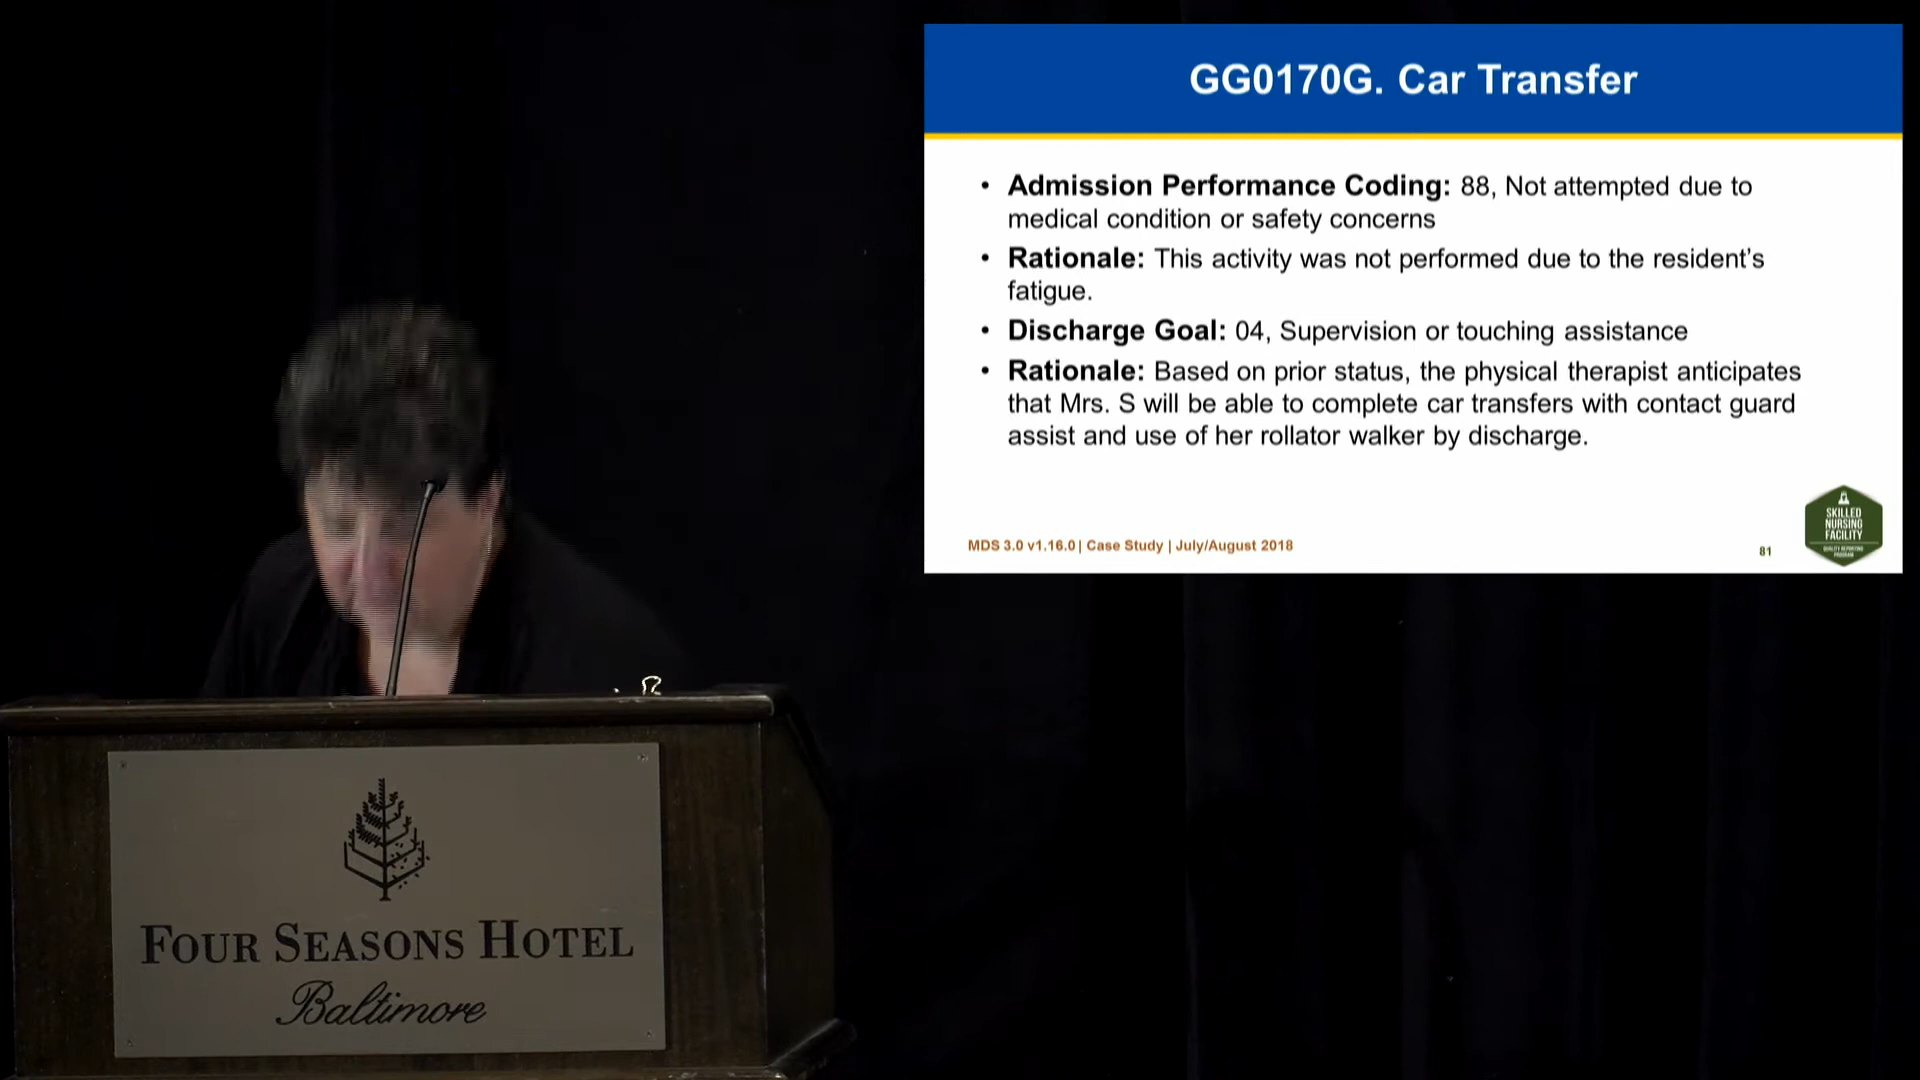 GG0170G. Car Transfer
• Admission Performance Coding: 88, Not attempted due to
medical condition or safety concerns
• Rationale: This activity was not performed due to the resident’s
fatigue.
• Discharge Goal: 04, Supervision or touching assistance
• Rationale: Based on prior status, the physical therapist anticipates
that Mrs. S will be able to complete car transfers with contact guard
assist and use of her rollator walker by discharge.
MDS 3.0 v1.16.0 | Case Study | July/August 2018
81
SKILLED
NURSING
FACILITY
QUALITY REPORTING
PROGRAM
FOUR SEASONS HOTEL
Baltimore